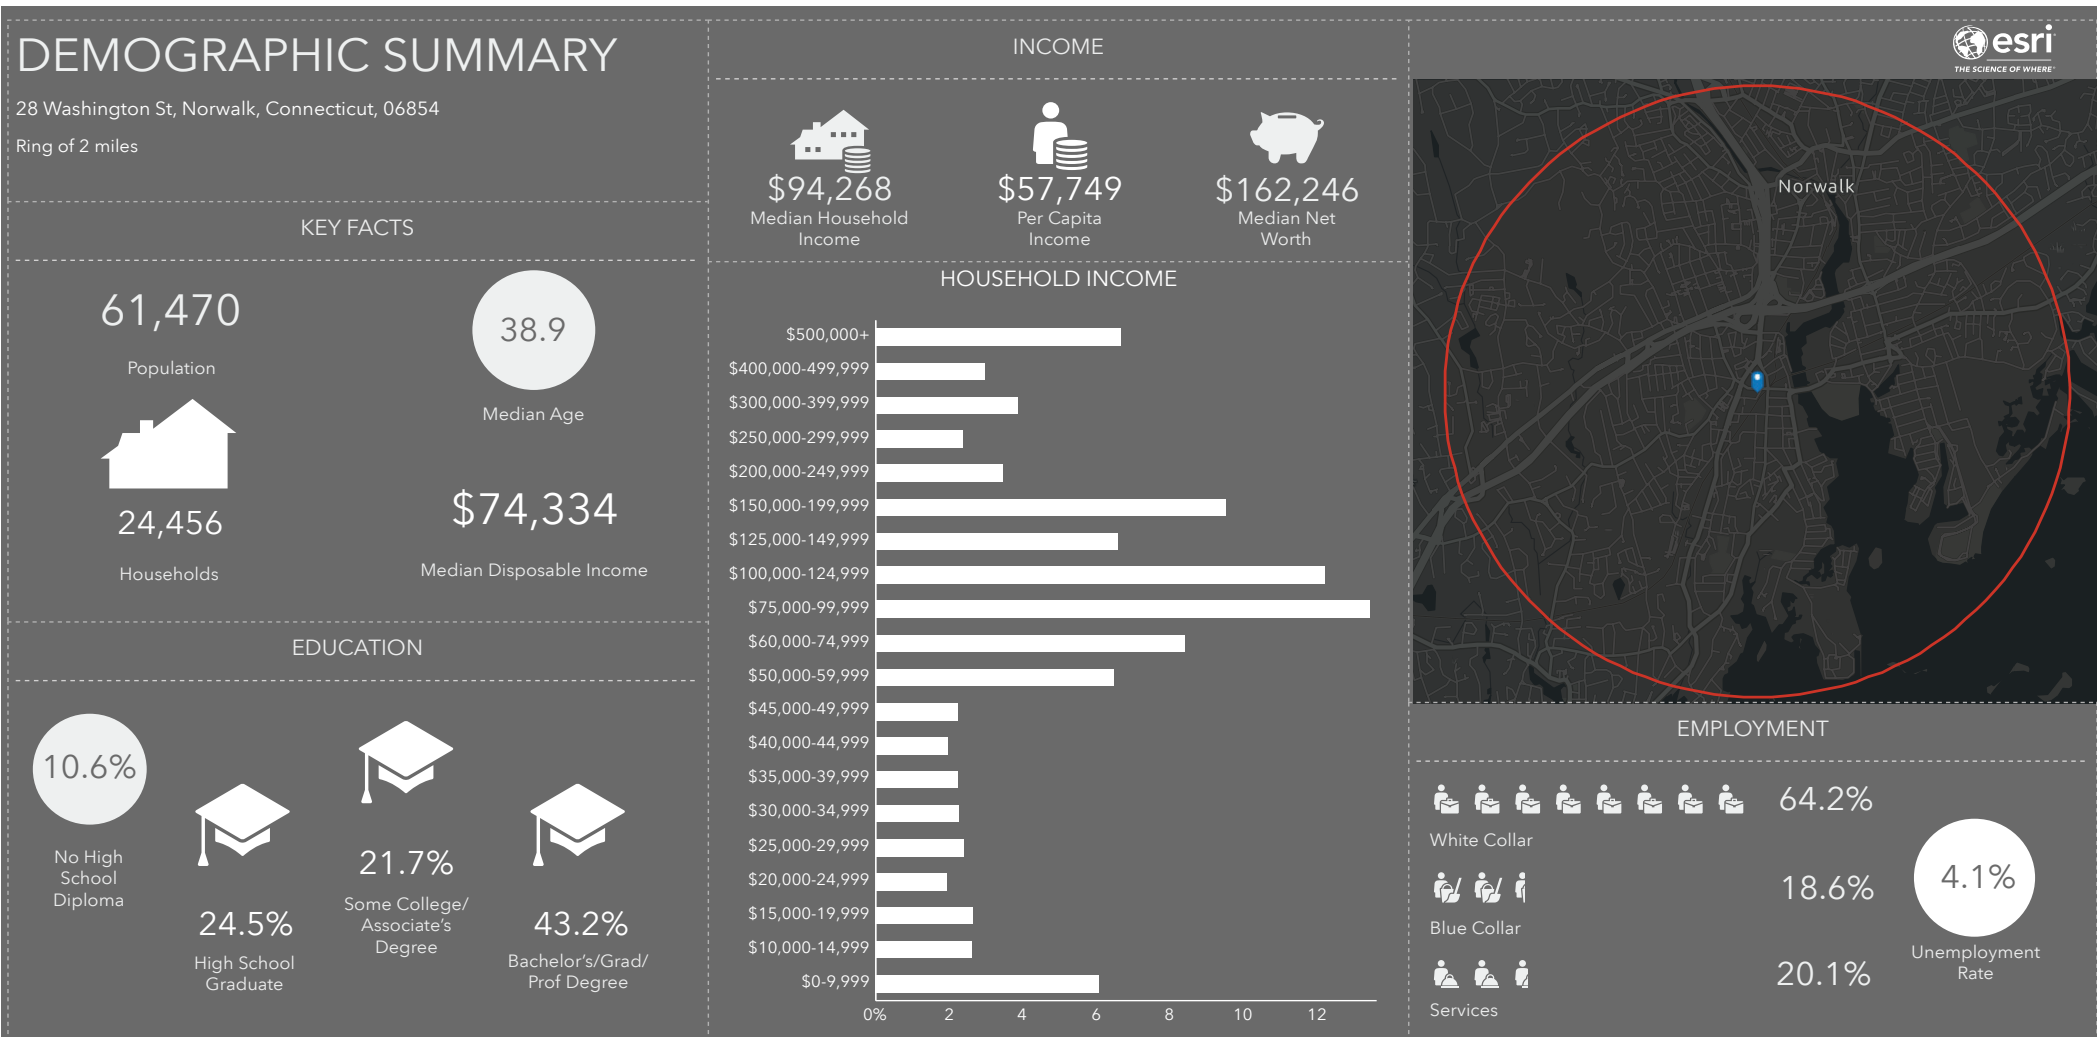 DEMOGRAPHIC SUMMARY
28 Washington St, Norwalk, Connecticut, 06854
Ring of 2 miles
KEY FACTS
61,470
Population
38.9
Median Age
24,456
Households
$74,334
Median Disposable Income
EDUCATION
10.6%
No High
School
Diploma
24.5%
High School
Graduate
21.7%
Some College/
Associate's
Degree
43.2%
Bachelor's/Grad/
Prof Degree
INCOME
$94,268
Median Household
Income
$57,749
Per Capita
Income
$162,246
Median Net
Worth
HOUSEHOLD INCOME
$500,000+
$400,000-499,999
$300,000-399,999
$250,000-299,999
$200,000-249,999
$150,000-199,999
$125,000-149,999
$100,000-124,999
$75,000-99,999
$60,000-74,999
$50,000-59,999
$45,000-49,999
$40,000-44,999
$35,000-39,999
$30,000-34,999
$25,000-29,999
$20,000-24,999
$15,000-19,999
$10,000-14,999
$0-9,999
0% 2 4 6 8 10 12
esri
THE SCIENCE OF WHERE
Norwalk
EMPLOYMENT
64.2%
White Collar
18.6%
Blue Collar
20.1%
Services
4.1%
Unemployment
Rate